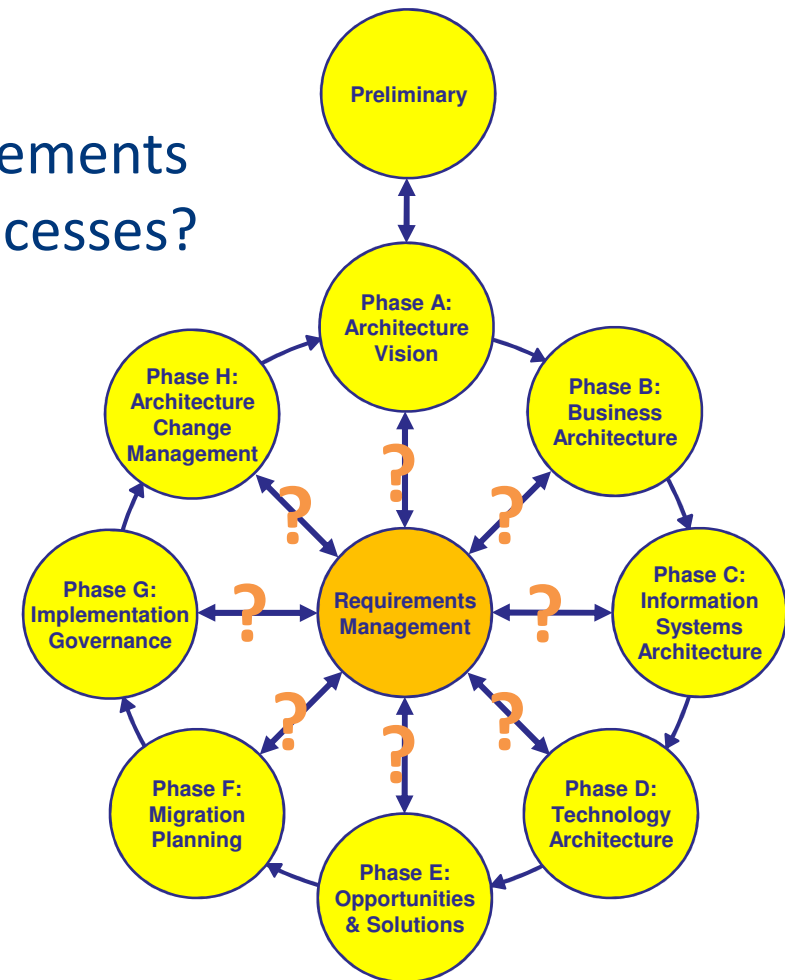 Preliminary
ements
cesses?
Phase A:
Architecture
Vision
Phase H:
Architecture
Change
Management
Phase B:
Business
Architecture
?
?
?
Phase G:
Implementation
Governance
?
Requirements
Management
?
Phase C:
Information
Systems
Architecture
?
?
?
Phase F:
Migration
Planning
Phase D:
Technology
Architecture
Phase E:
Opportunities
& Solutions